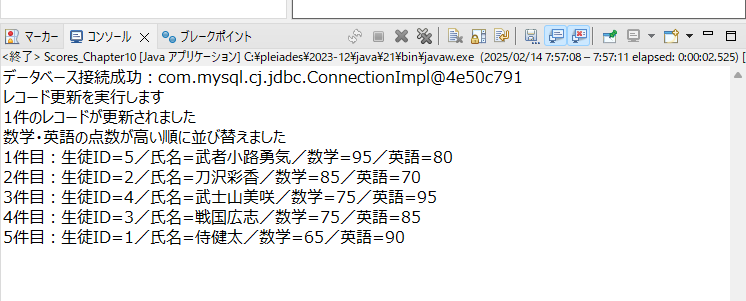 マーカー コンソール ブレークポイント
<終了> Scores_Chapter10 [Java アプリケーション] C:¥pleiades¥2023-12¥java¥21¥bin¥javaw.exe (2025/02/14 7:57:08 – 7:57:11 elapsed: 0:00:02.525) [
データベース接続成功：com.mysql.cj.jdbc.ConnectionImpl@4e50c791
レコード更新を実行します
1件のレコードが更新されました
数学・英語の点数が高い順に並び替えました
1件目：生徒ID=5／氏名=武者小路勇気／数学=95／英語=80
2件目：生徒ID=2／氏名=刀沢彩香／数学=85／英語=70
3件目：生徒ID=4／氏名=武士山美咲／数学=75／英語=95
4件目：生徒ID=3／氏名=戦国広志／数学=75／英語=85
5件目：生徒ID=1／氏名=侍健太／数学=65／英語=90